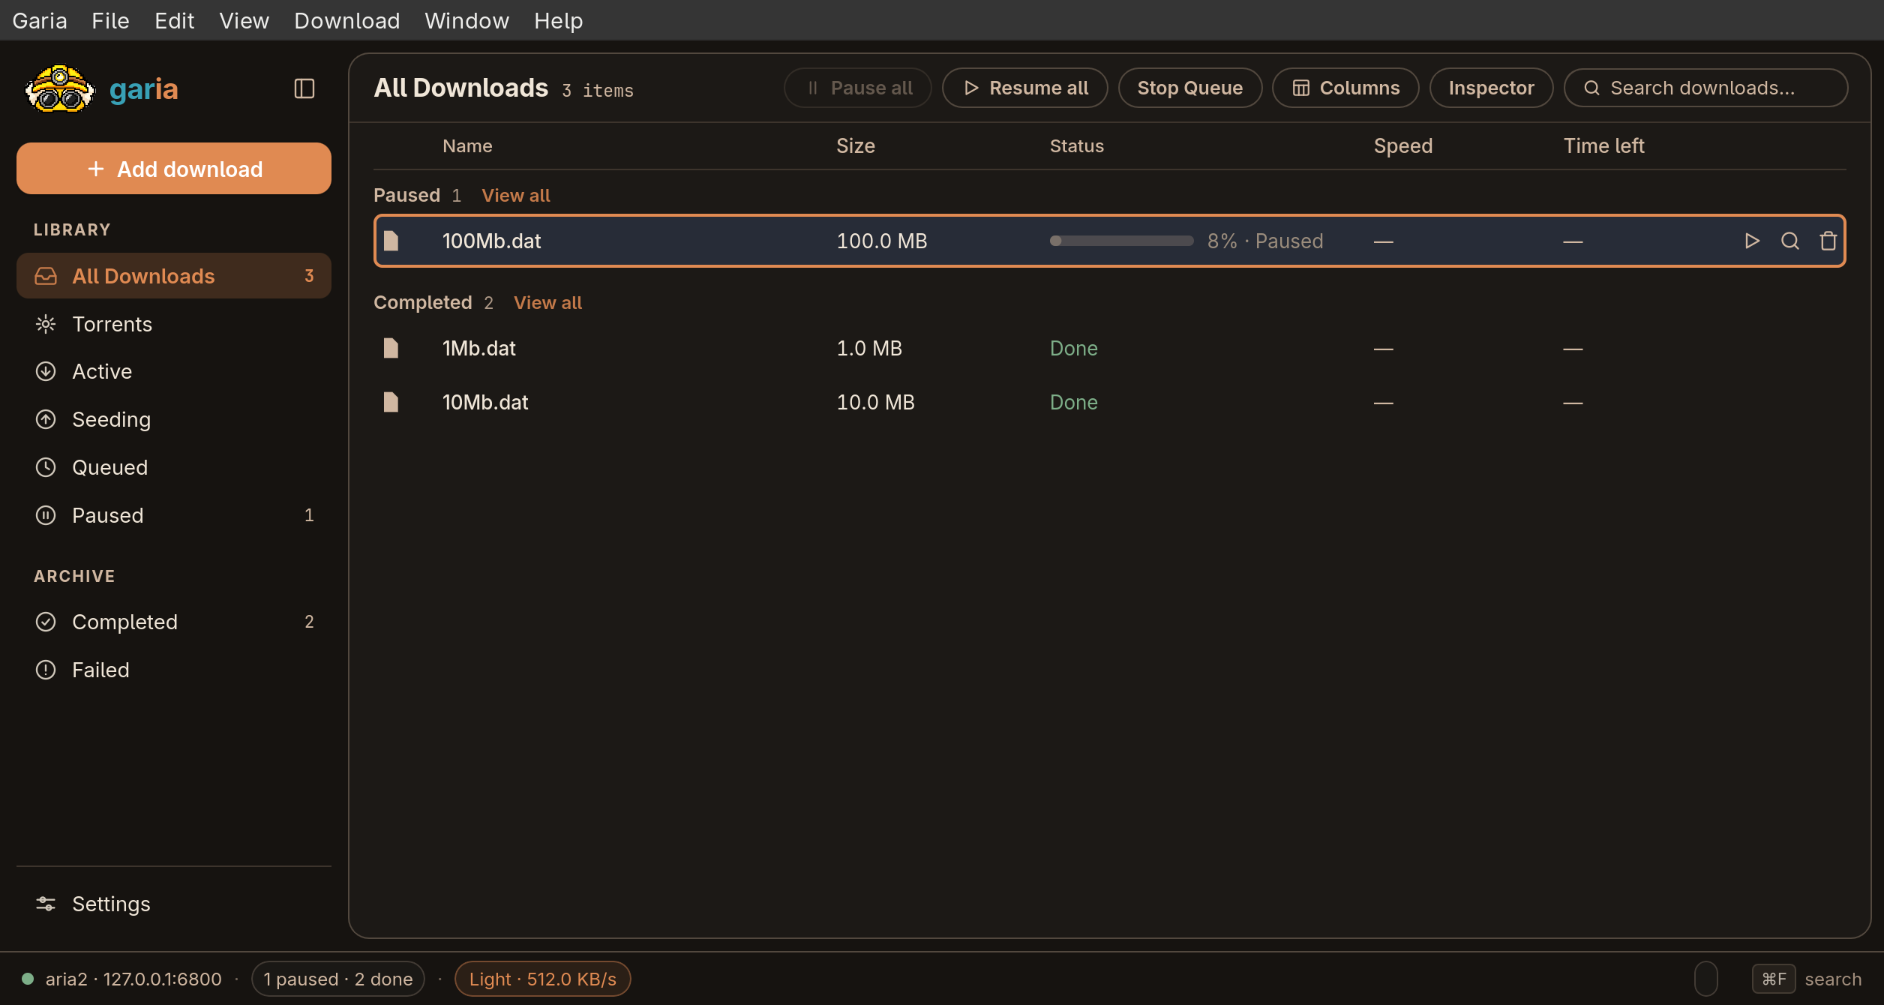 Garia File Edit View Download Window Help
garia
All Downloads 3 items Pause all Resume all Stop Queue Columns Inspector Search downloads...
+ Add download
Name Size Status Speed Time left
LIBRARY
All Downloads 3
Torrents
Active
Seeding
Queued
Paused 1
ARCHIVE
Completed 2
Failed
Settings
Paused 1 View all
100Mb.dat 100.0 MB 8% · Paused — —
Completed 2 View all
1Mb.dat 1.0 MB Done — —
10Mb.dat 10.0 MB Done — —
aria2 · 127.0.0.1:6800 · 1 paused · 2 done · Light · 512.0 KB/s ⌘F search